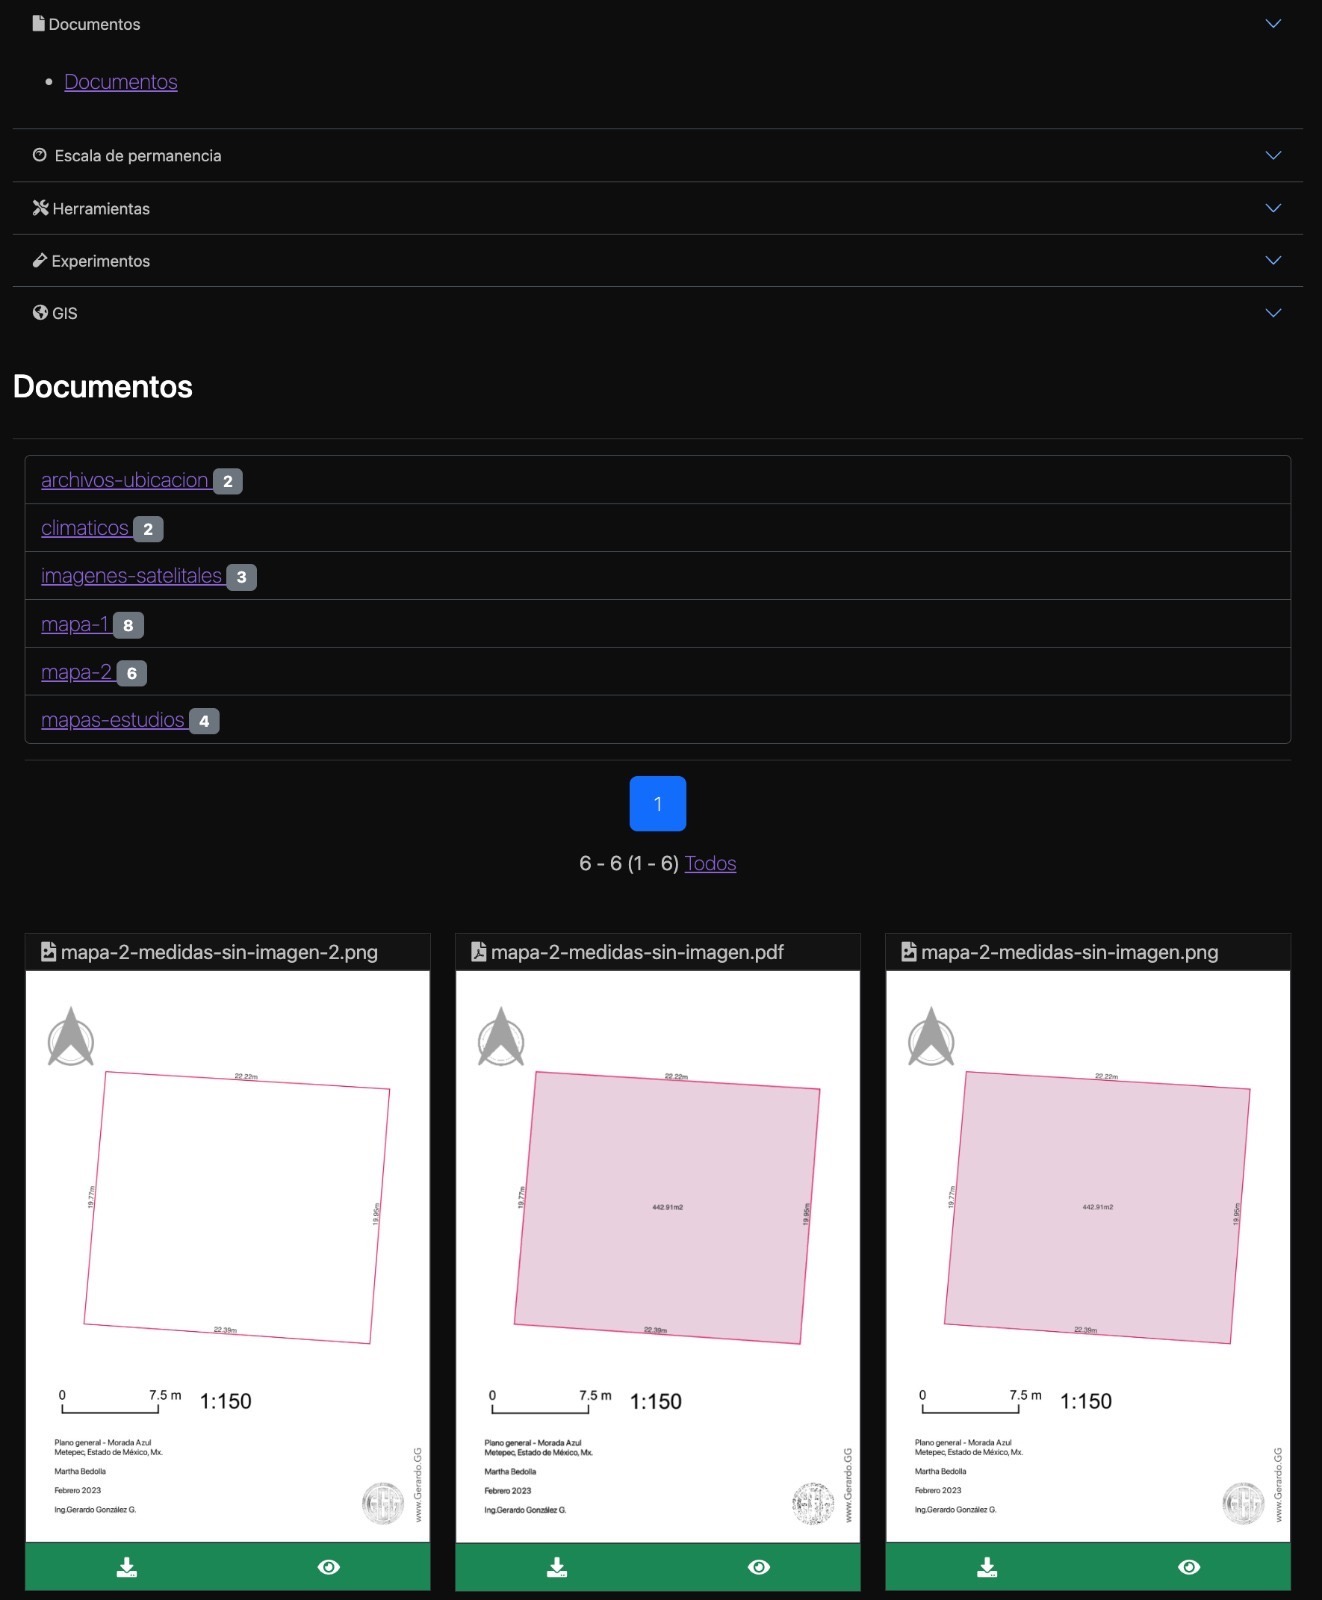 Documentos
Documentos
Escala de permanencia
Herramientas
Experimentos
GIS
Documentos
archivos-ubicacion 2
climaticos 2
imagenes-satelitales 3
mapa-1 8
mapa-2 6
mapas-estudios 4
1
6 - 6 (1 - 6) Todos
mapa-2-medidas-sin-imagen-2.png
22.22m
19.77m
19.95m
22.39m
0 7.5 m 1:150
Plano general - Morada Azul
Metepec, Estado de México, Mx.
Martha Bedolla
Febrero 2023
Ing.Gerardo González G.
www.Gerardo.GG
mapa-2-medidas-sin-imagen.pdf
22.22m
19.77m
442.91m2
19.95m
22.39m
0 7.5 m 1:150
Plano general - Morada Azul
Metepec, Estado de México, Mx.
Martha Bedolla
Febrero 2023
Ing.Gerardo González G.
www.Gerardo.GG
mapa-2-medidas-sin-imagen.png
22.22m
19.77m
442.91m2
19.95m
22.39m
0 7.5 m 1:150
Plano general - Morada Azul
Metepec, Estado de México, Mx.
Martha Bedolla
Febrero 2023
Ing.Gerardo González G.
www.Gerardo.GG